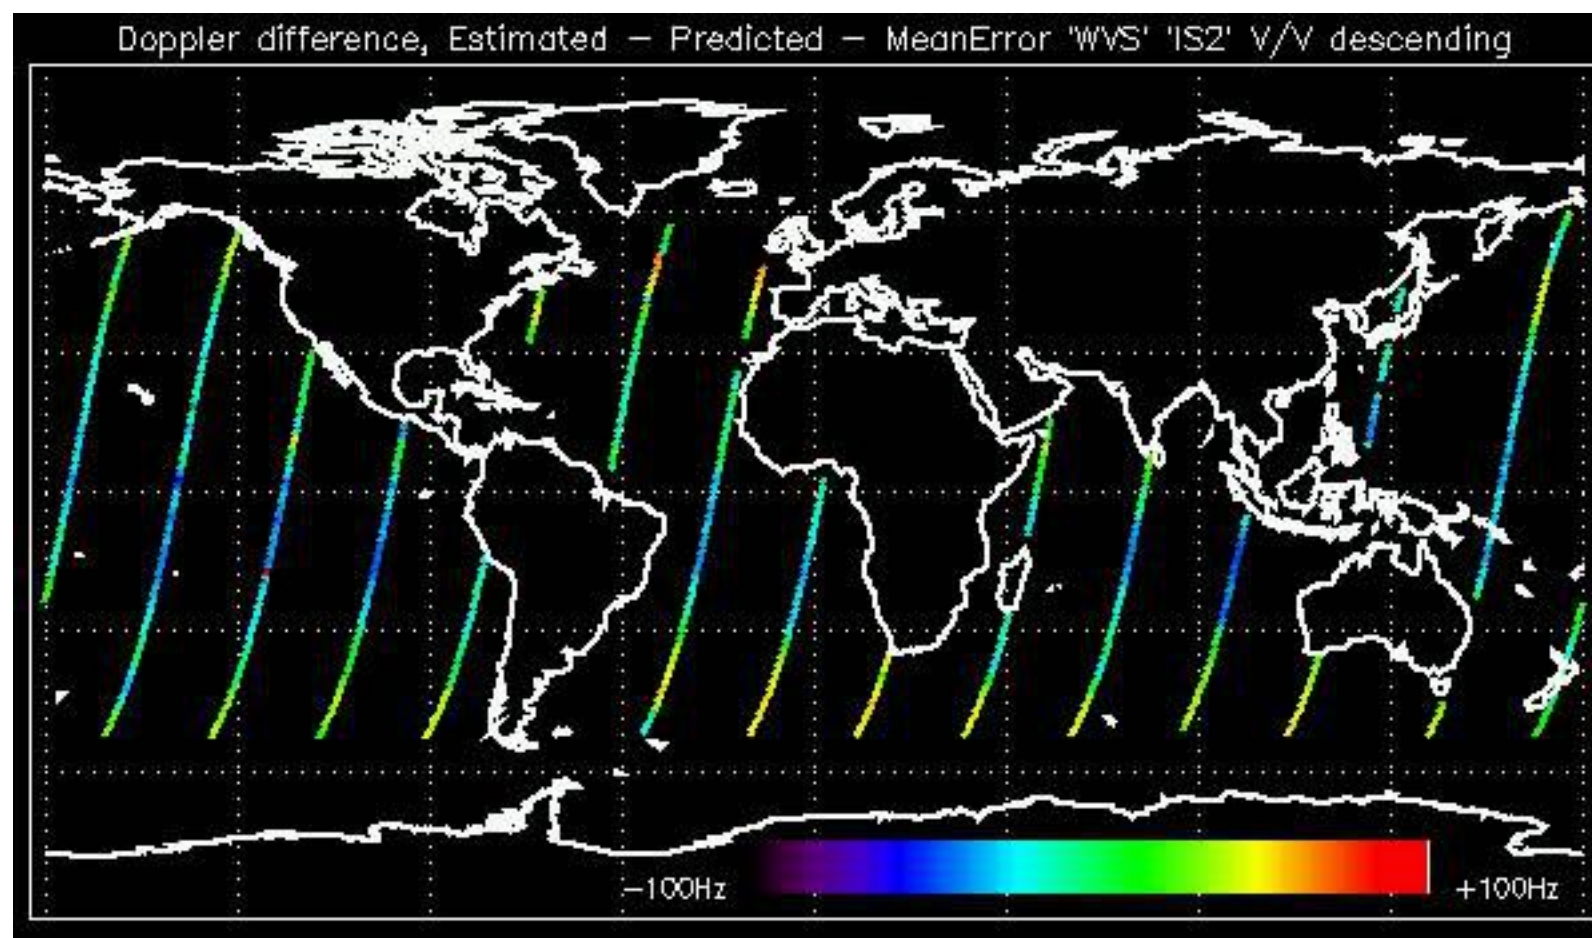 Doppler difference, Estimated – Predicted – MeanError 'WVS' 'IS2' V/V descending
–100Hz +100Hz